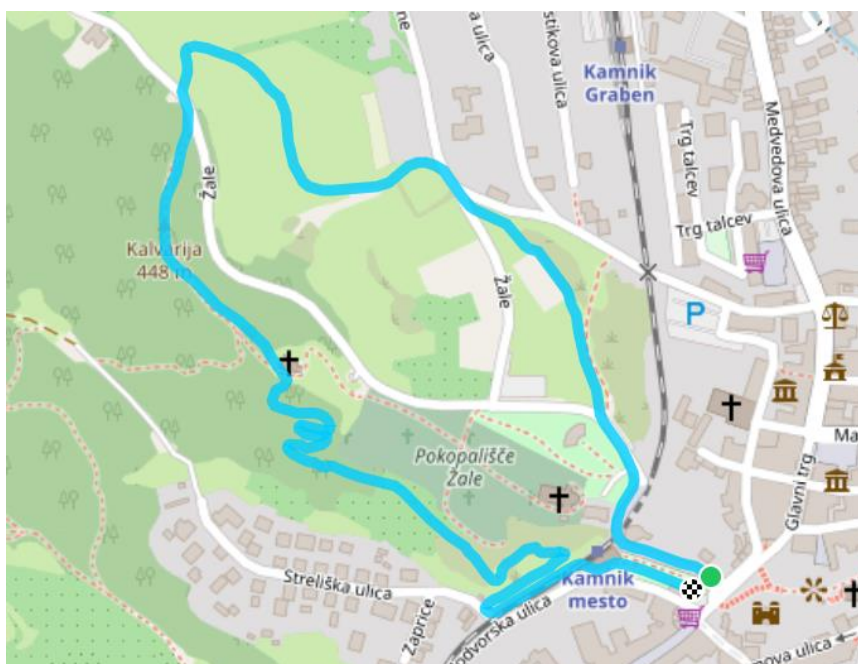 Kamnik
Graben
Medvedova ulica
Trg talcev
Trg talcev
Žale
Kalvarija
448 m
Žale
P
Pokopališče
Žale
Glavni trg
Streliška ulica
Kamnik
mesto
Zaprice